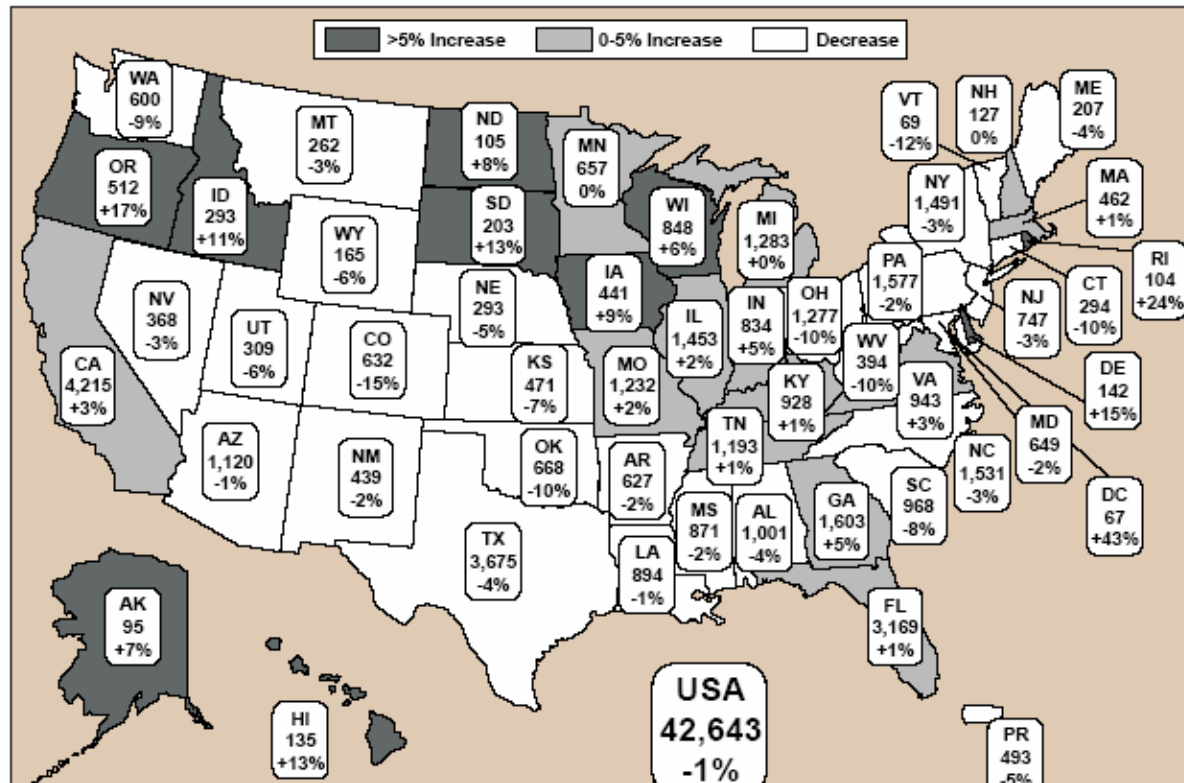 >5% Increase
0-5% Increase
Decrease
WA
600
-9%
OR
512
+17%
ID
293
+11%
MT
262
-3%
ND
105
+8%
MN
657
0%
SD
203
+13%
WI
848
+6%
MI
1,283
+0%
WY
165
-6%
NE
293
-5%
IA
441
+9%
NV
368
-3%
UT
309
-6%
CO
632
-15%
CA
4,215
+3%
KS
471
-7%
MO
1,232
+2%
IL
1,453
+2%
IN
834
+5%
OH
1,277
-10%
PA
1,577
-2%
NY
1,491
-3%
VT
69
-12%
NH
127
0%
ME
207
-4%
MA
462
+1%
RI
104
+24%
CT
294
-10%
NJ
747
-3%
DE
142
+15%
MD
649
-2%
DC
67
+43%
WV
394
-10%
VA
943
+3%
KY
928
+1%
TN
1,193
+1%
NC
1,531
-3%
SC
968
-8%
GA
1,603
+5%
AZ
1,120
-1%
NM
439
-2%
OK
668
-10%
AR
627
-2%
MS
871
-2%
AL
1,001
-4%
TX
3,675
-4%
LA
894
-1%
FL
3,169
+1%
AK
95
+7%
HI
135
+13%
USA
42,643
-1%
PR
493
-5%